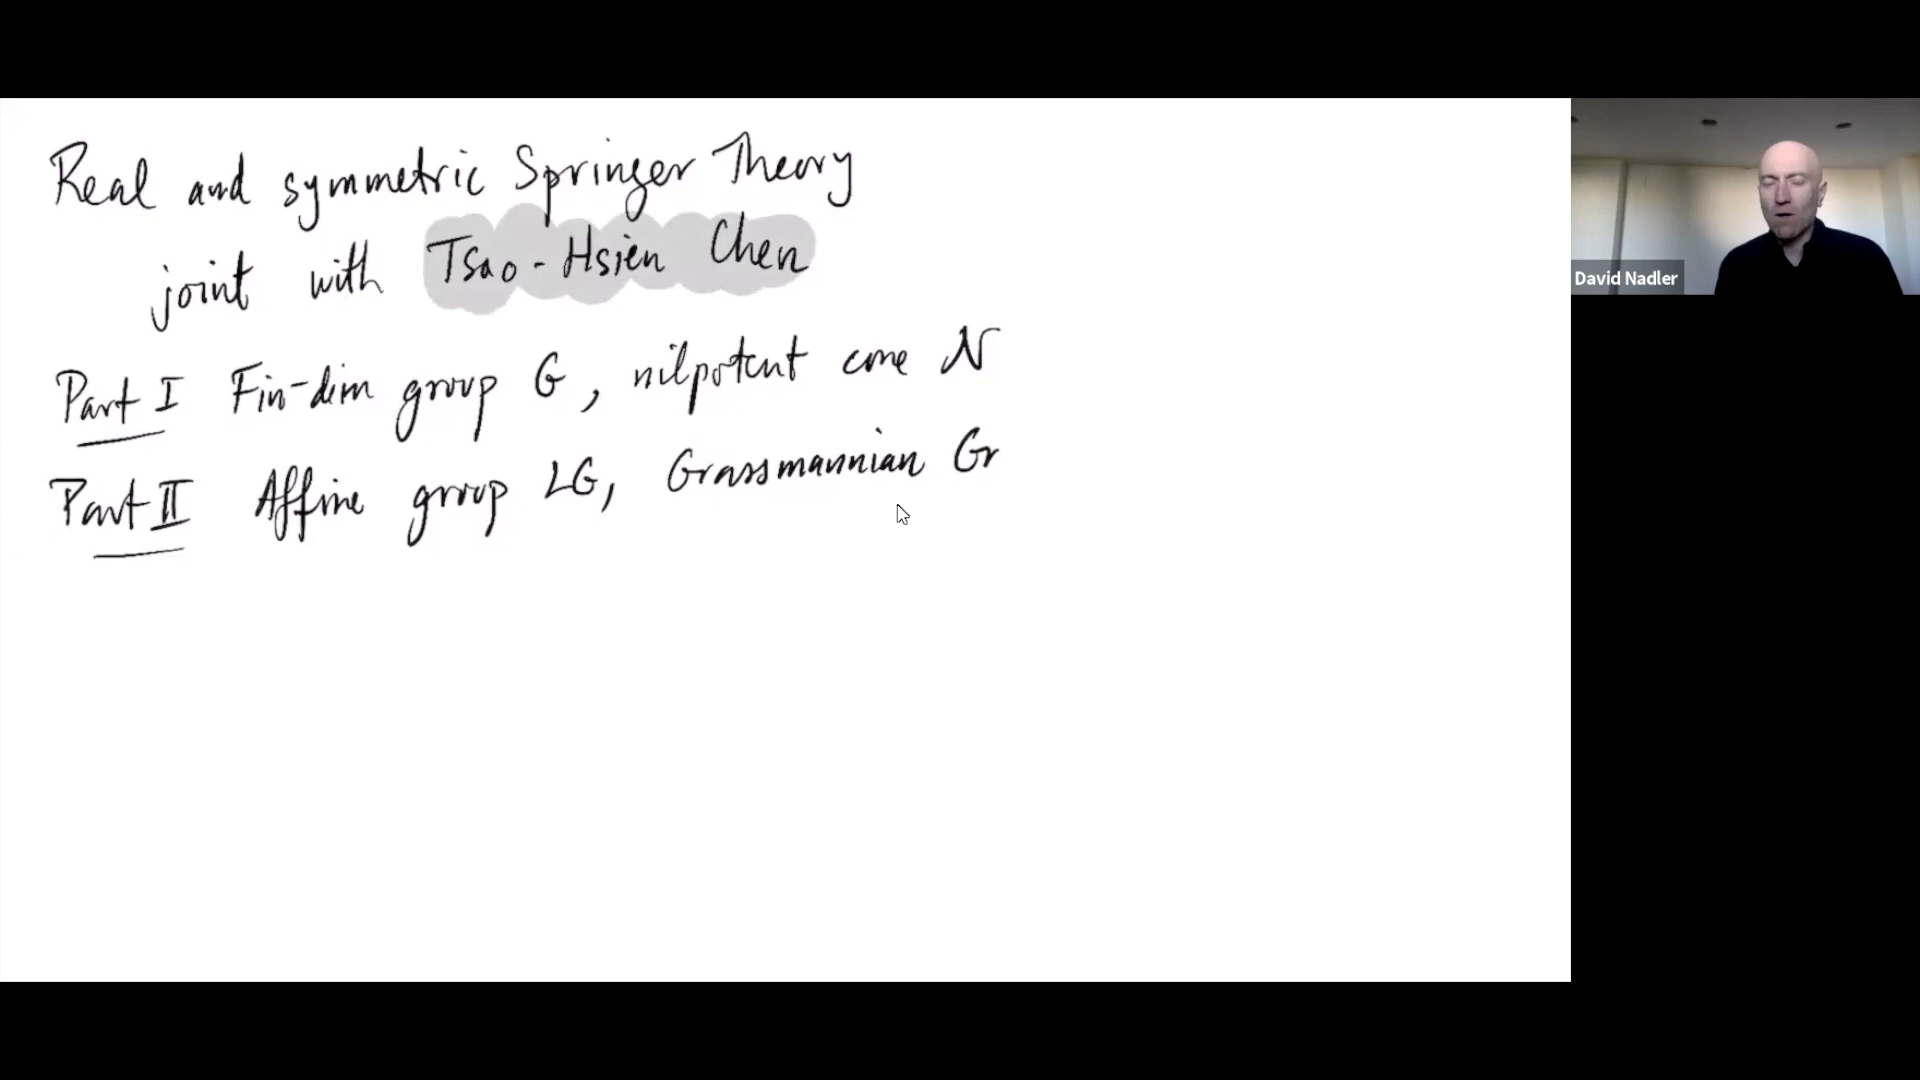 Real and symmetric Springer Theory
joint with Tsao-Hsien Chen
Part I Fin-dim group G, nilpotent cone N
Part II Affine group LG, Grassmannian Gr
David Nadler